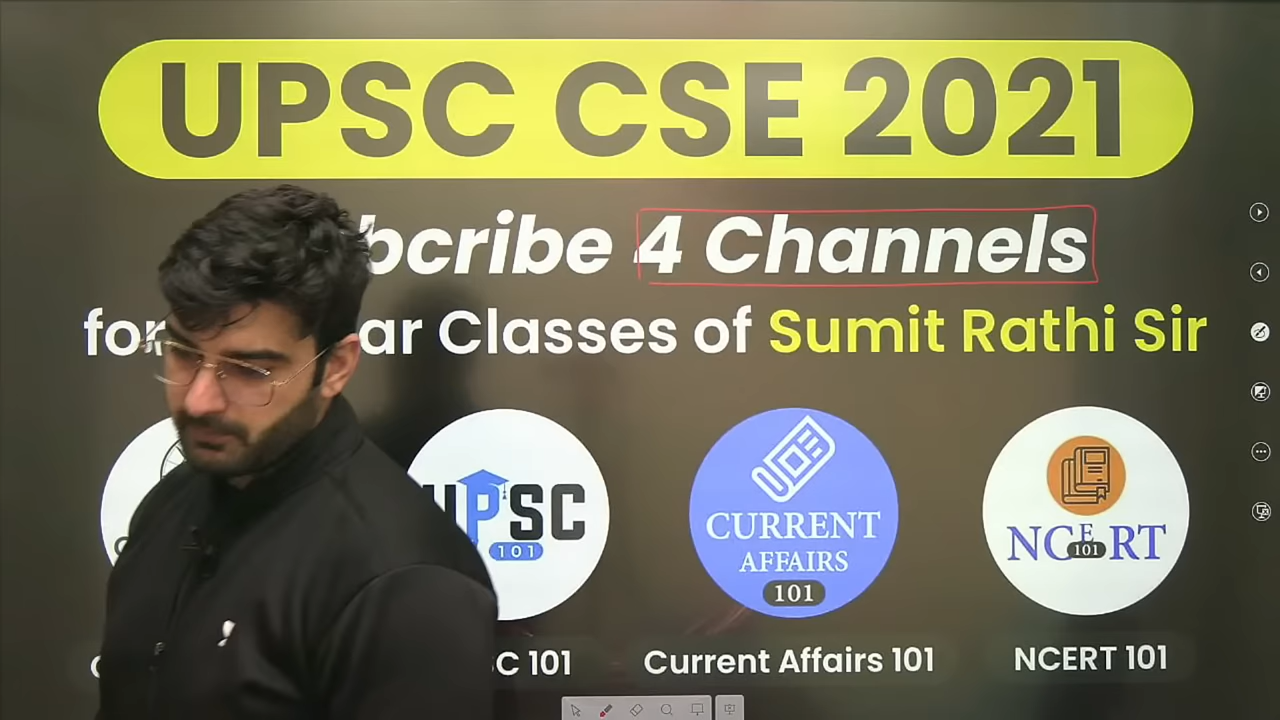 UPSC CSE 2021
bcribe 4 Channels
for ar Classes of Sumit Rathi Sir
UPSC
101
CURRENT
AFFAIRS
101
NCERT
101
C 101
Current Affairs 101
NCERT 101